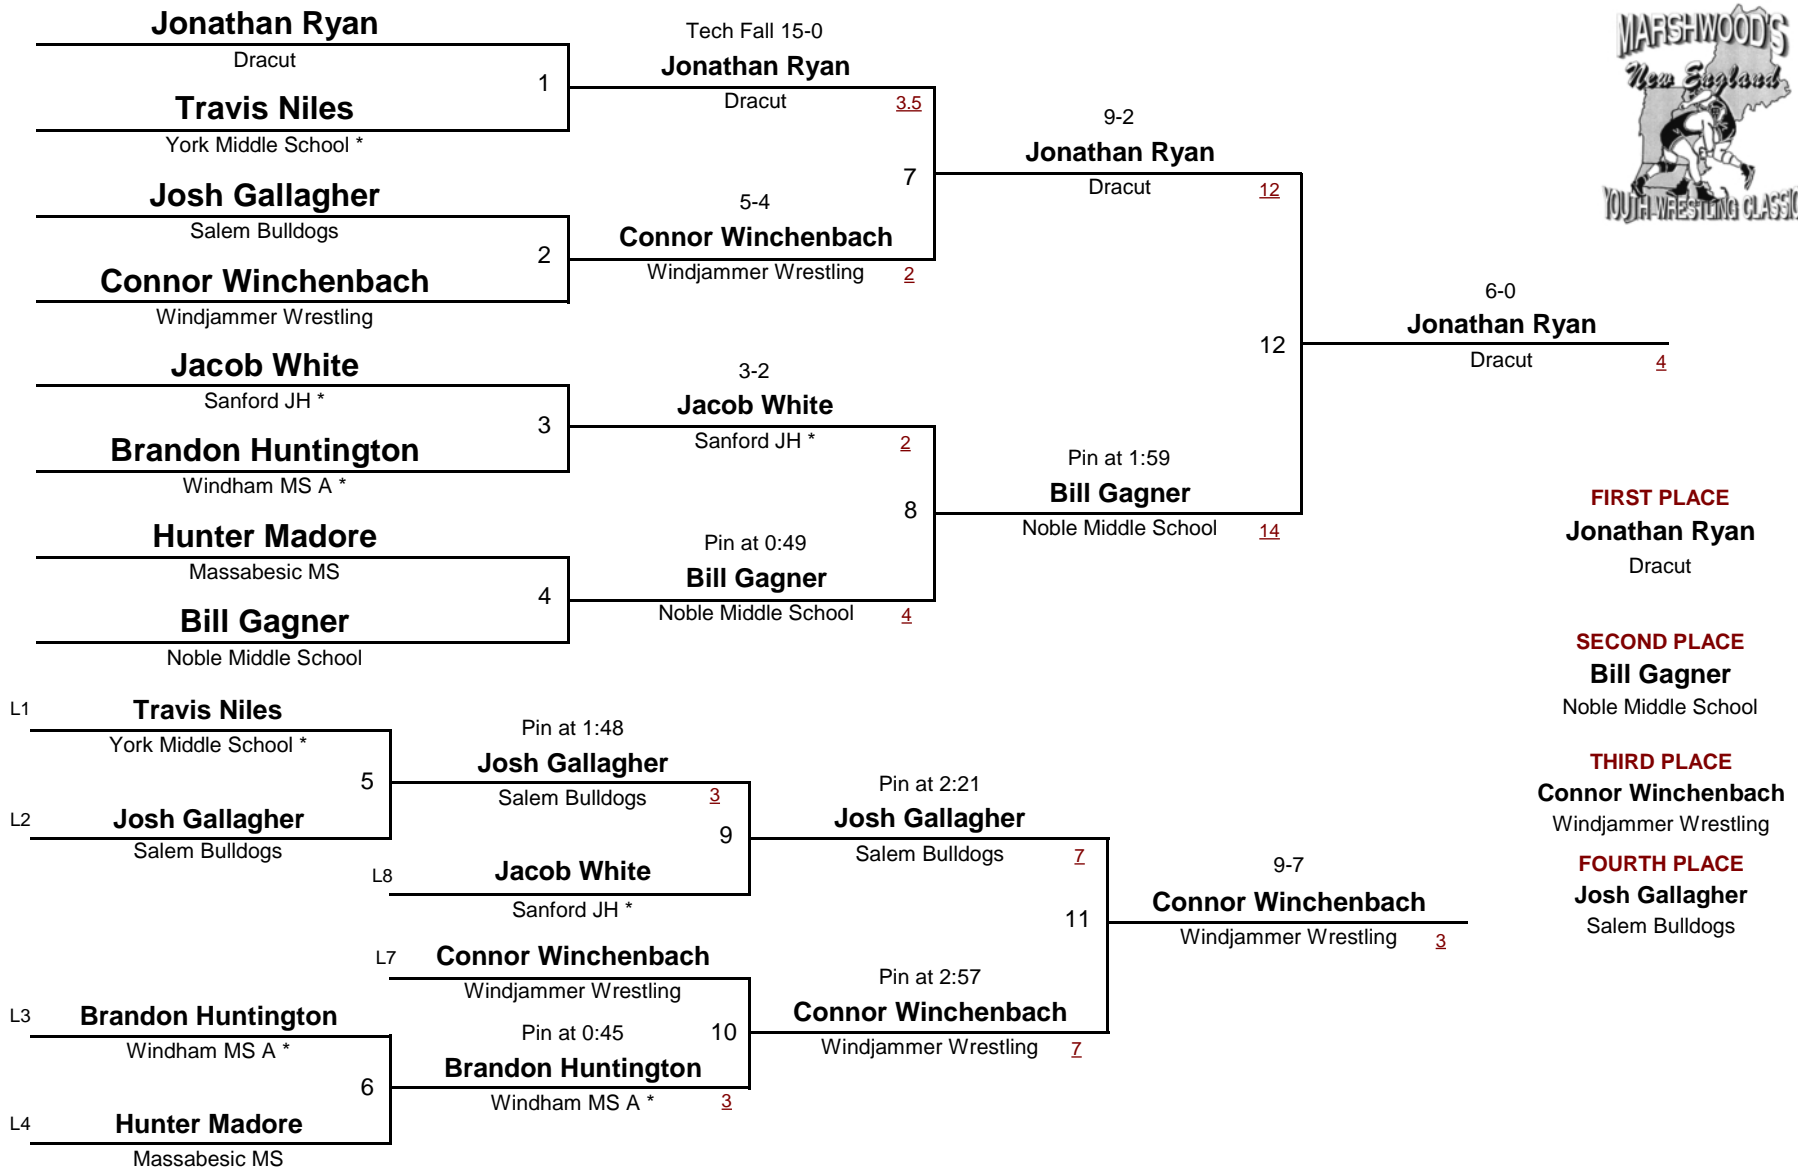 Jonathan Ryan
Dracut
1
Travis Niles
York Middle School *
Josh Gallagher
Salem Bulldogs
2
Connor Winchenbach
Windjammer Wrestling
Jacob White
Sanford JH *
3
Brandon Huntington
Windham MS A *
Hunter Madore
Massabesic MS
4
Bill Gagner
Noble Middle School
Tech Fall 15-0
Jonathan Ryan
Dracut 3.5
7
5-4
Connor Winchenbach
Windjammer Wrestling 2
3-2
Jacob White
Sanford JH * 2
8
Pin at 0:49
Bill Gagner
Noble Middle School 4
9-2
Jonathan Ryan
Dracut 12
12
Pin at 1:59
Bill Gagner
Noble Middle School 14
6-0
Jonathan Ryan
Dracut 4
MARSHWOOD'S
New England
YOUTH WRESTLING CLASSIC
FIRST PLACE
Jonathan Ryan
Dracut
SECOND PLACE
Bill Gagner
Noble Middle School
THIRD PLACE
Connor Winchenbach
Windjammer Wrestling
FOURTH PLACE
Josh Gallagher
Salem Bulldogs
L1 Travis Niles
York Middle School *
5
L2 Josh Gallagher
Salem Bulldogs
Pin at 1:48
Josh Gallagher
Salem Bulldogs 3
9
L8 Jacob White
Sanford JH *
L7 Connor Winchenbach
Windjammer Wrestling
10
L3 Brandon Huntington
Windham MS A *
6
L4 Hunter Madore
Massabesic MS
Pin at 0:45
Brandon Huntington
Windham MS A * 3
Pin at 2:21
Josh Gallagher
Salem Bulldogs 7
11
Pin at 2:57
Connor Winchenbach
Windjammer Wrestling 7
9-7
Connor Winchenbach
Windjammer Wrestling 3